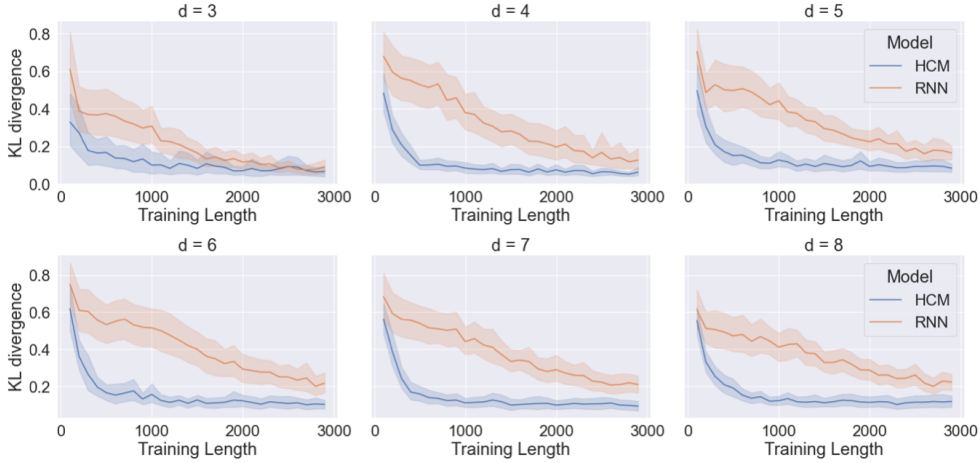 d = 3 d = 4 d = 5
KL divergence
0.8
0.6
0.4
0.2
0.0
Model
HCM
RNN
0 1000 2000 3000 0 1000 2000 3000 0 1000 2000 3000
Training Length Training Length Training Length
d = 6 d = 7 d = 8
KL divergence
0.8
0.6
0.4
0.2
Model
HCM
RNN
0 1000 2000 3000 0 1000 2000 3000 0 1000 2000 3000
Training Length Training Length Training Length